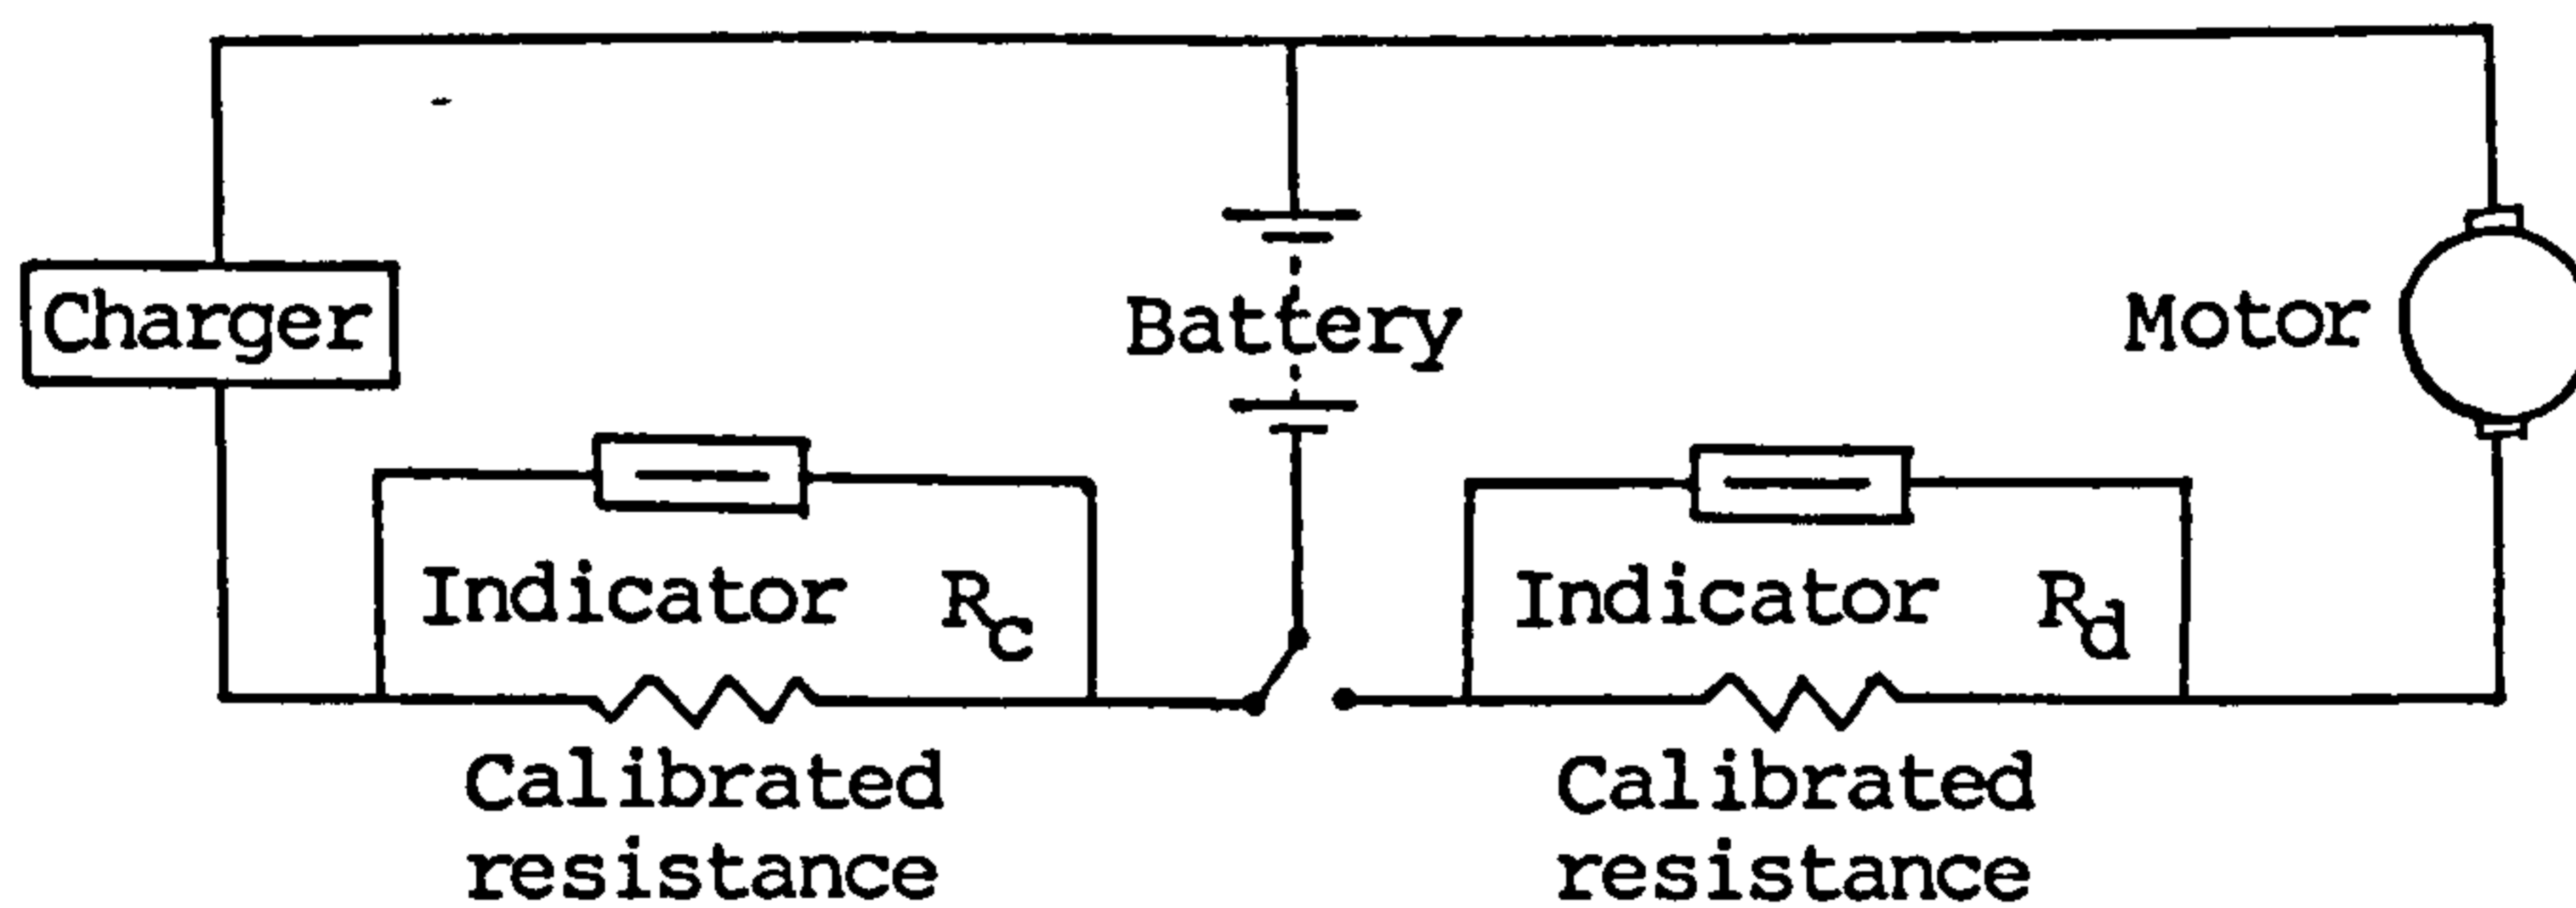 Charger
Battery
Motor
Indicator R_c
Indicator R_d
Calibrated
resistance
Calibrated
resistance